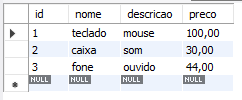 id nome descricao preco
1 teclado mouse 100,00
2 caixa som 30,00
3 fone ouvido 44,00
NULL NULL NULL NULL